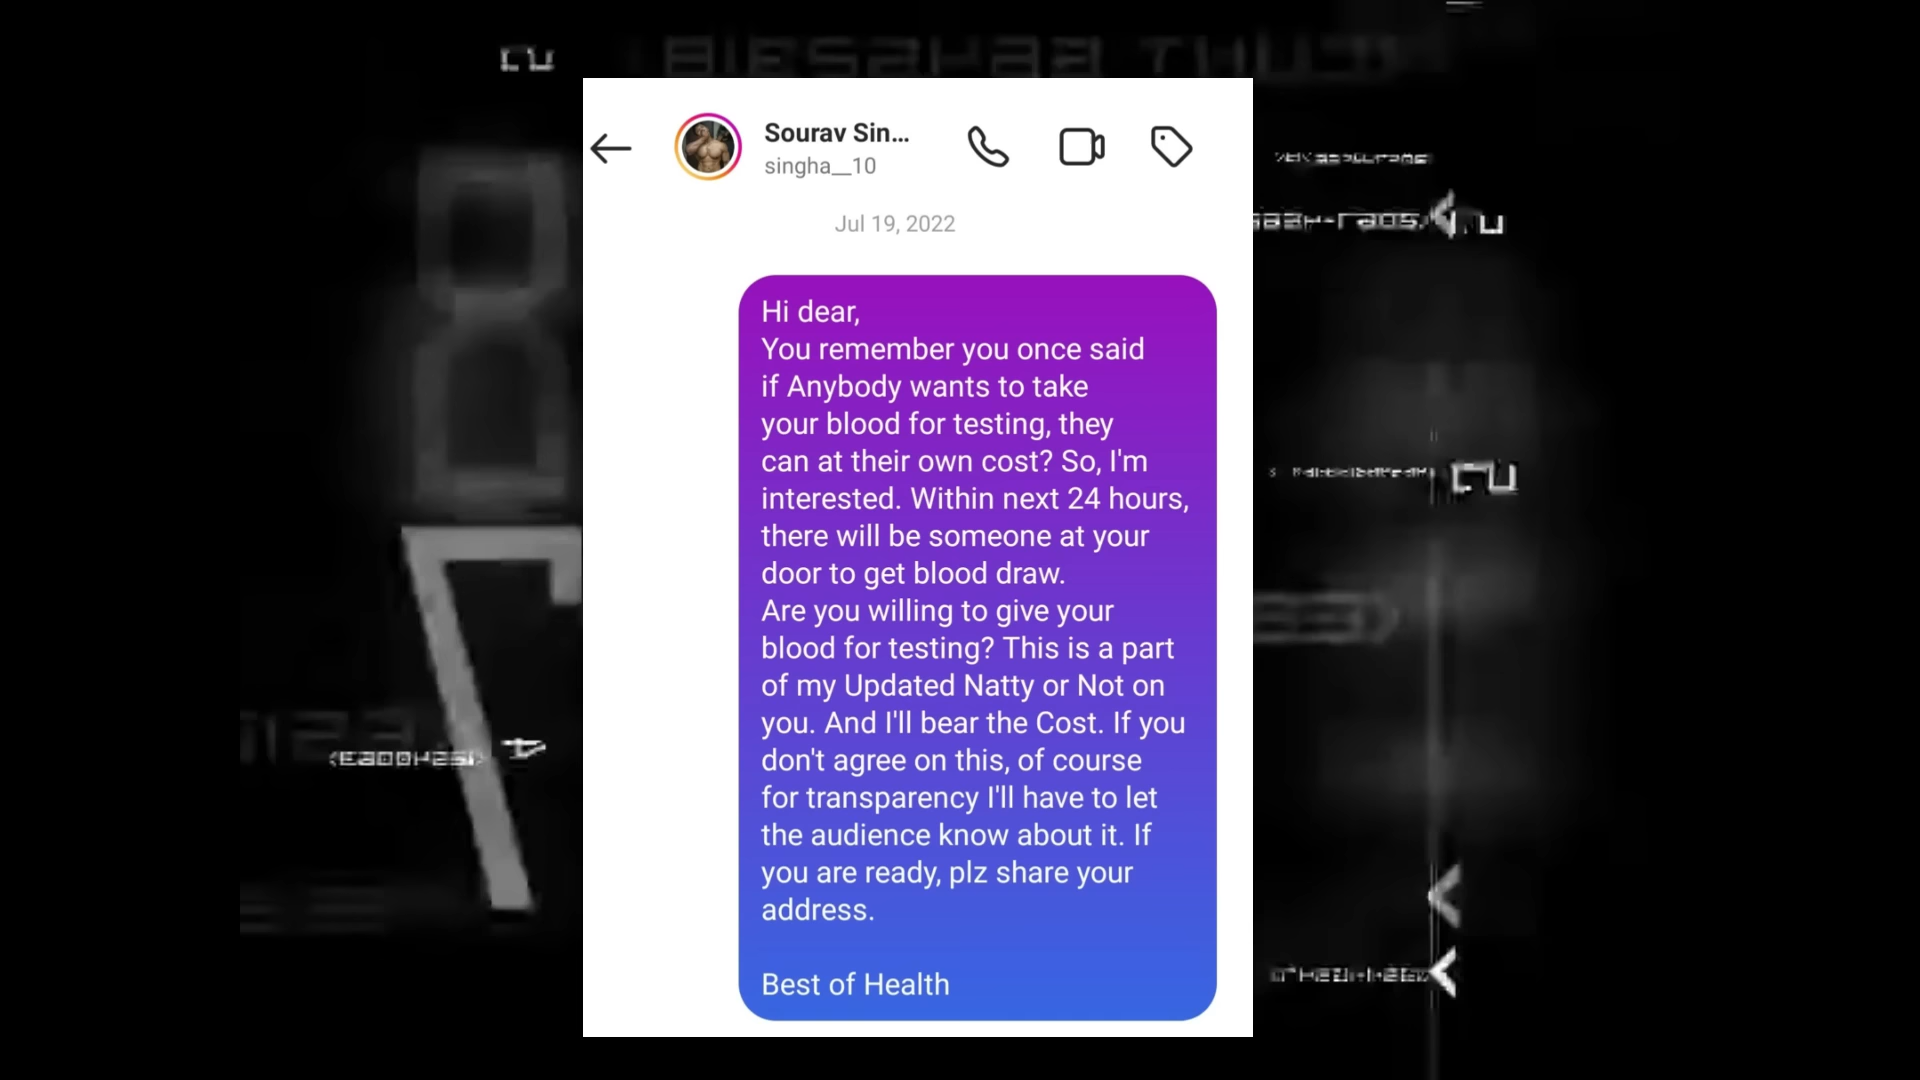 Sourav Sin...
singha__10
Jul 19, 2022
Hi dear,
You remember you once said
if Anybody wants to take
your blood for testing, they
can at their own cost? So, I'm
interested. Within next 24 hours,
there will be someone at your
door to get blood draw.
Are you willing to give your
blood for testing? This is a part
of my Updated Natty or Not on
you. And I'll bear the Cost. If you
don't agree on this, of course
for transparency I'll have to let
the audience know about it. If
you are ready, plz share your
address.
Best of Health